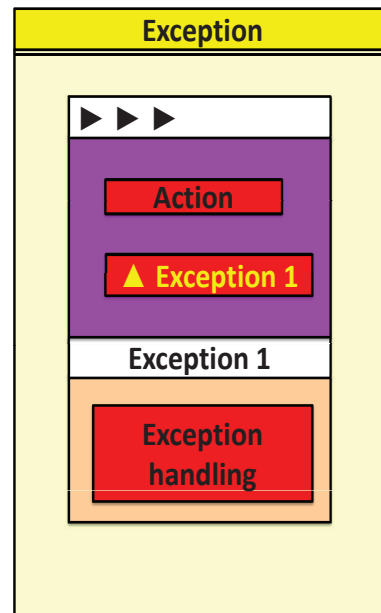 Exception
▶ ▶ ▶
Action
▲ Exception 1
Exception 1
Exception
handling